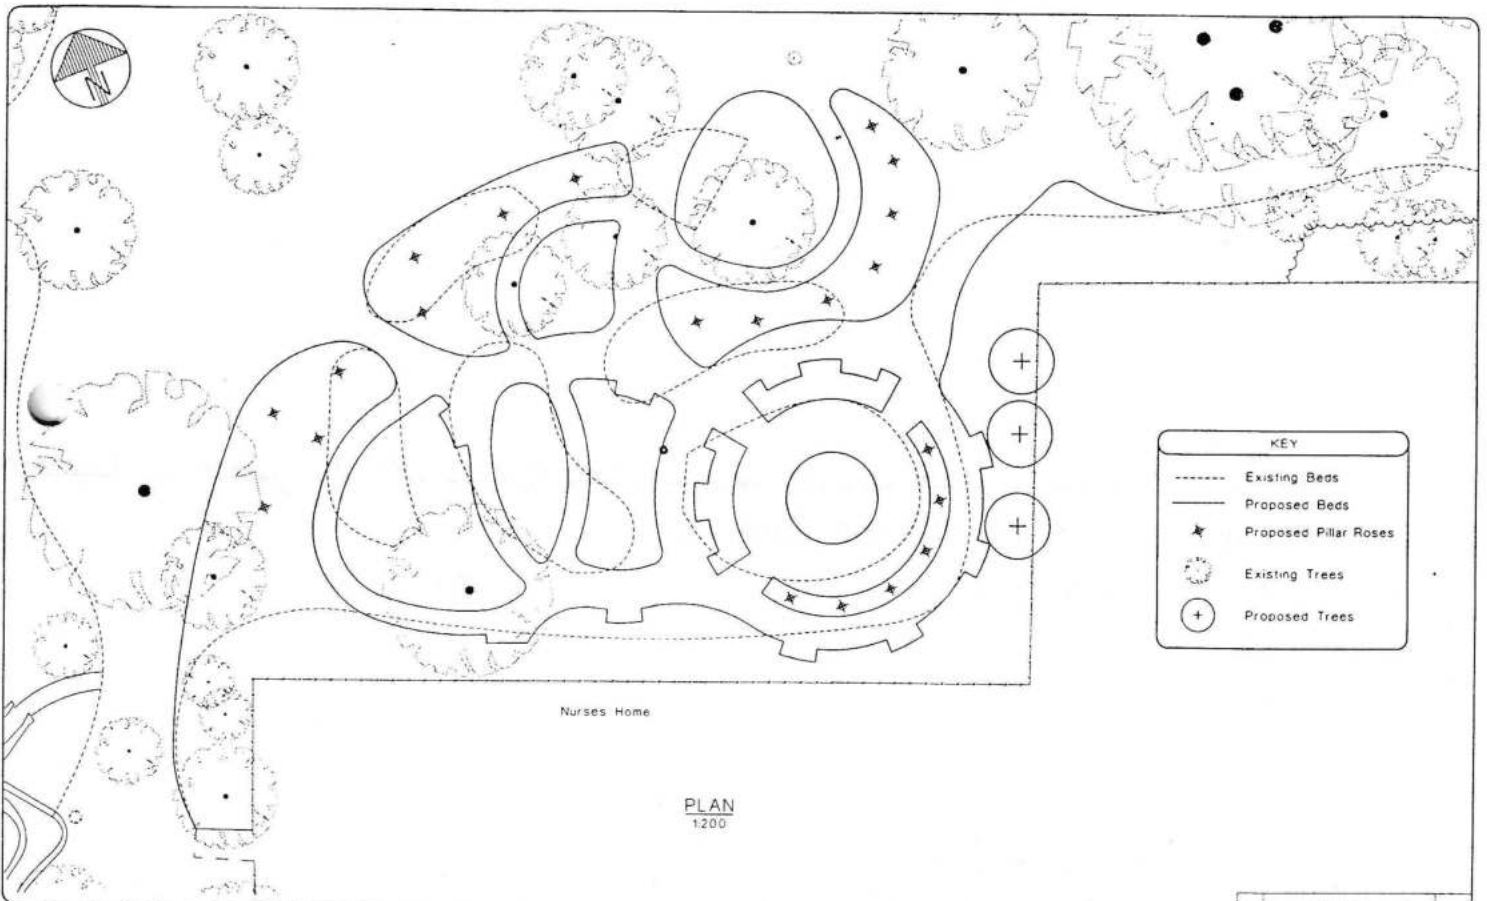 N
KEY
Existing Beds
Proposed Beds
Proposed Pillar Roses
Existing Trees
Proposed Trees
Nurses Home
PLAN
1:200